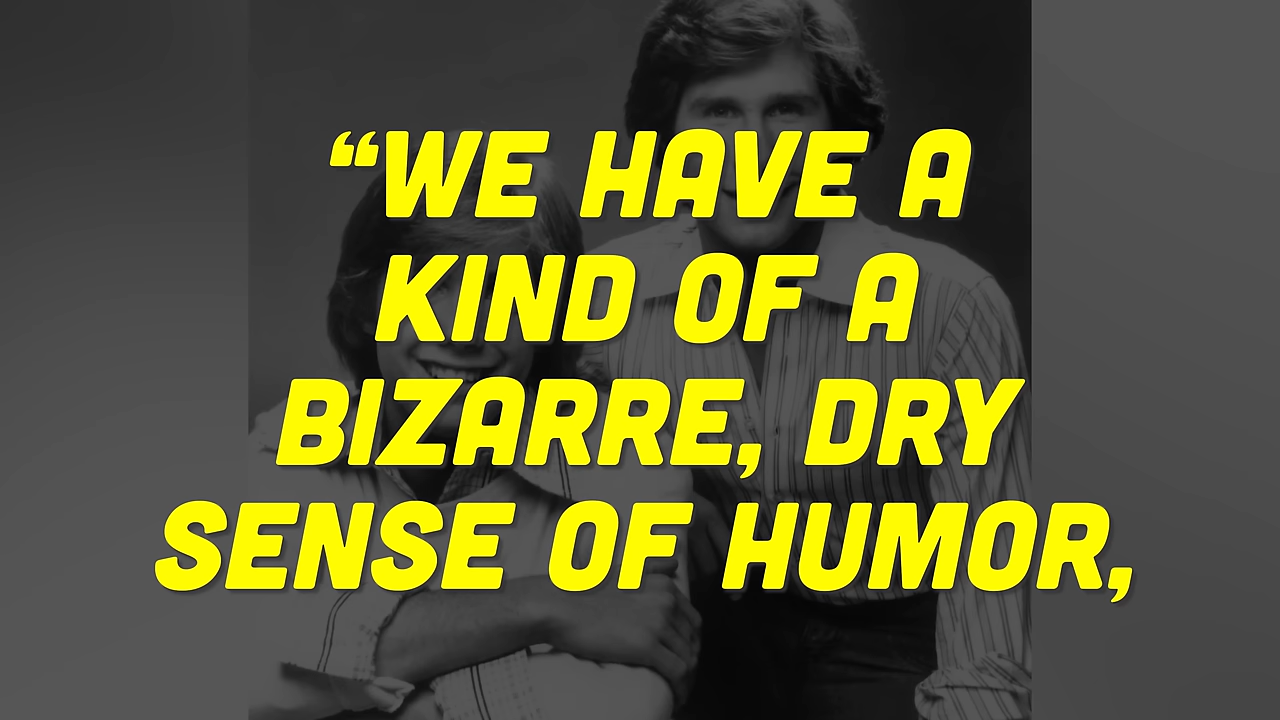 “WE HAVE A
KIND OF A
BIZARRE, DRY
SENSE OF HUMOR,